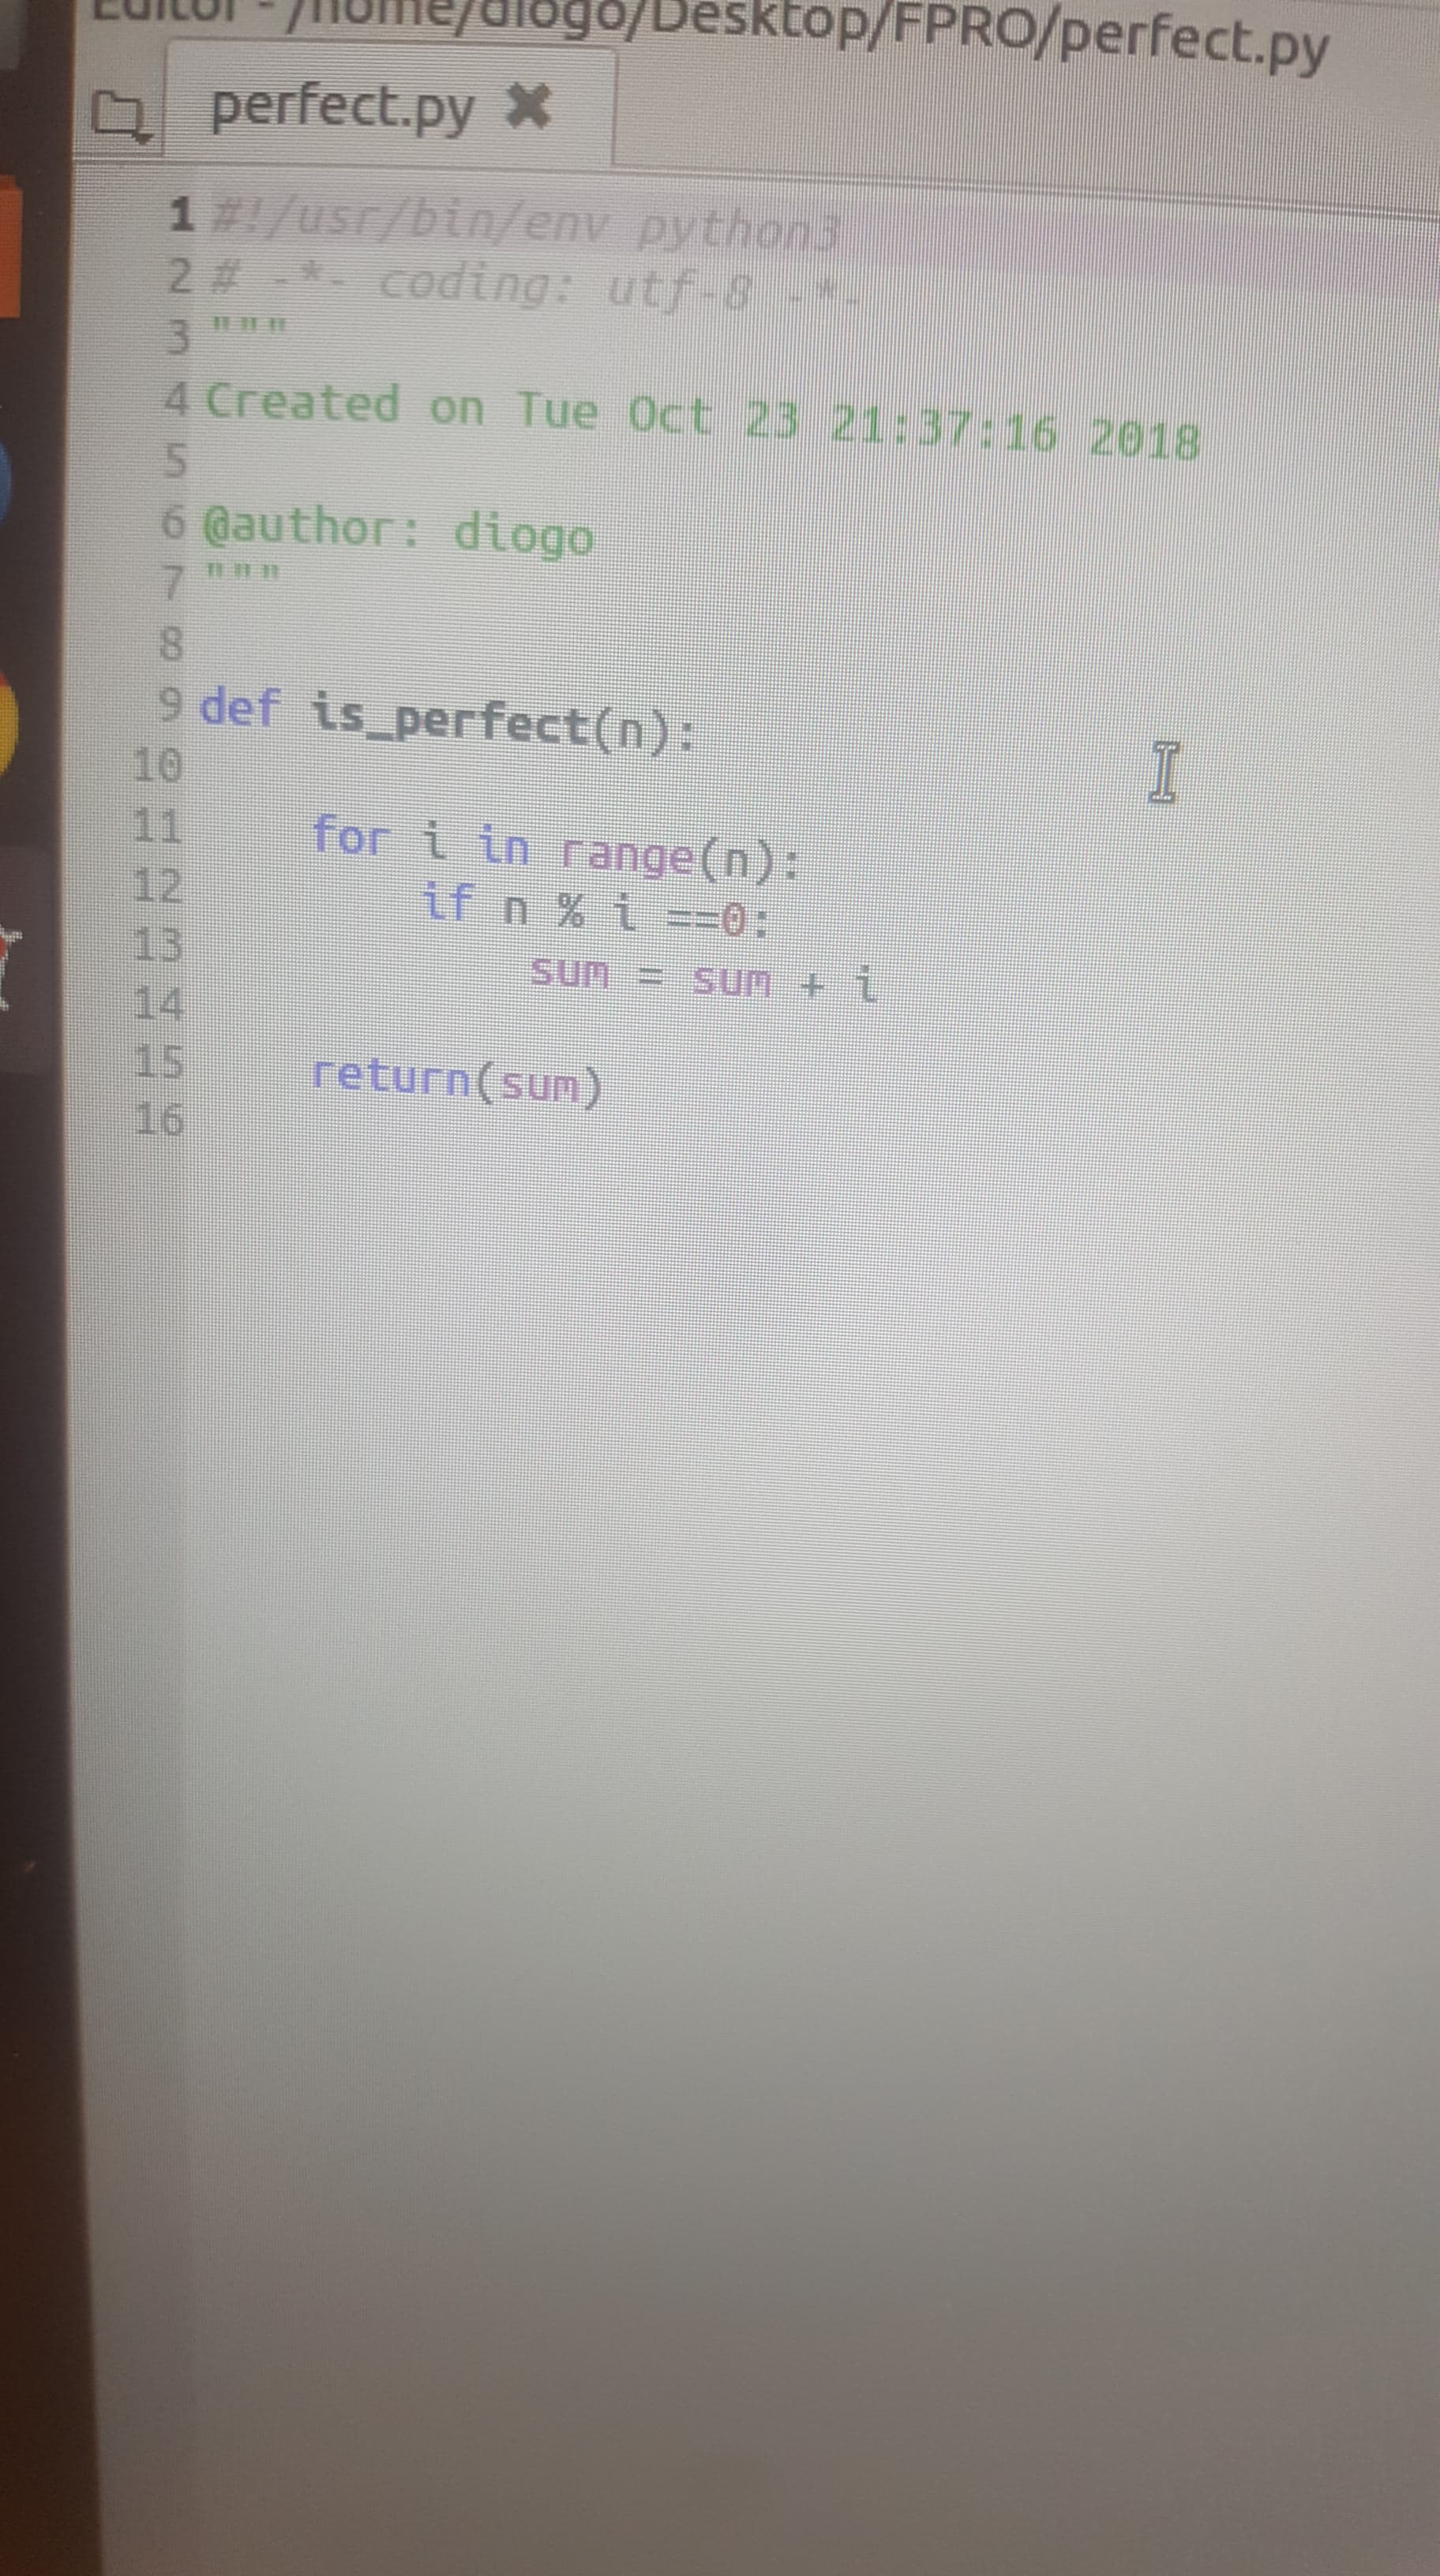 Editor - /home/diogo/Desktop/FPRO/perfect.py
perfect.py ✖
1 #!/usr/bin/env python3
2 # -*- coding: utf-8 -*-
3 """
4 Created on Tue Oct 23 21:37:16 2018
5
6 @author: diogo
7 """
8
9 def is_perfect(n):
10
11     for i in range(n):
12         if n % i ==0:
13             sum = sum + i
14
15     return(sum)
16